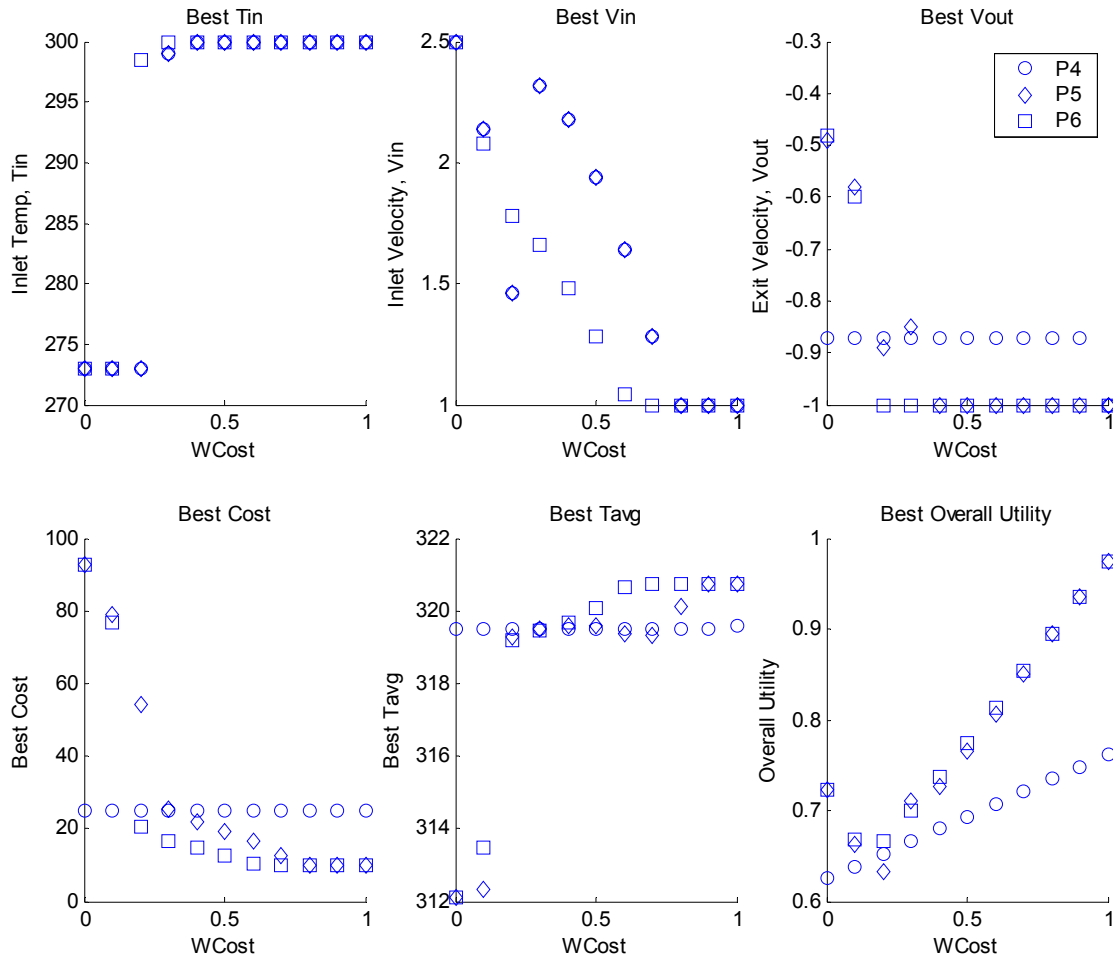 Best Tin
Best Vin
Best Vout
300
295
290
285
280
275
270
Inlet Temp, Tin
0
0.5
1
WCost
2.5
2
1.5
1
Inlet Velocity, Vin
0
0.5
1
WCost
-0.3
-0.4
-0.5
-0.6
-0.7
-0.8
-0.9
-1
Exit Velocity, Vout
P4
P5
P6
0
0.5
1
WCost
Best Cost
Best Tavg
Best Overall Utility
100
80
60
40
20
0
Best Cost
0
0.5
1
WCost
322
320
318
316
314
312
Best Tavg
0
0.5
1
WCost
1
0.9
0.8
0.7
0.6
Overall Utility
0
0.5
1
WCost